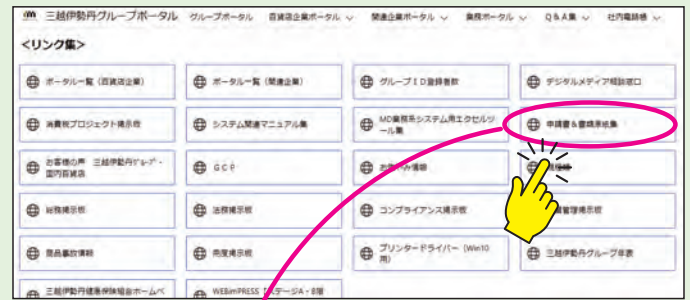 三越伊勢丹グループポータル グループポータル 百貨店企業ポータル 関連企業ポータル 業務ポータル Q&A集 社内電話帳
<リンク集>
ポータル一覧（百貨店企業） ポータル一覧（関連企業） グループID登録者数 デジタルメディア相談窓口
消費税プロジェクト掲示板 システム関連マニュアル集 MD業務系システム用エクセルツール集 申請書&書類系統集
お客様の声 三越伊勢丹グループ・国内百貨店 GCP
総務掲示板 法務掲示板 コンプライアンス掲示板 管理掲示板
商品事故情報 売変掲示板 プリンタードライバー（Win10用） 三越伊勢丹グループ年表
三越伊勢丹健康保険組合ホームペ WEBimPRESS